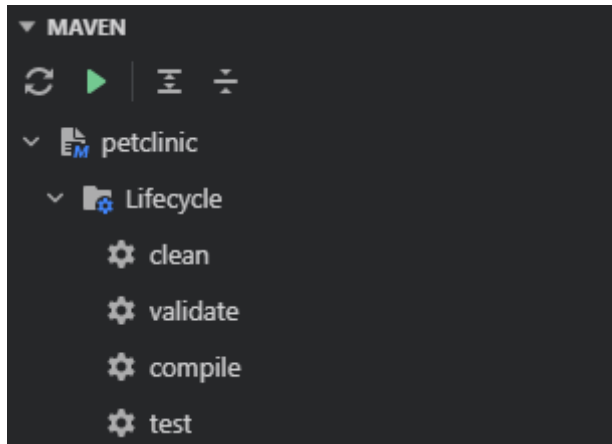 MAVEN
petclinic
Lifecycle
clean
validate
compile
test